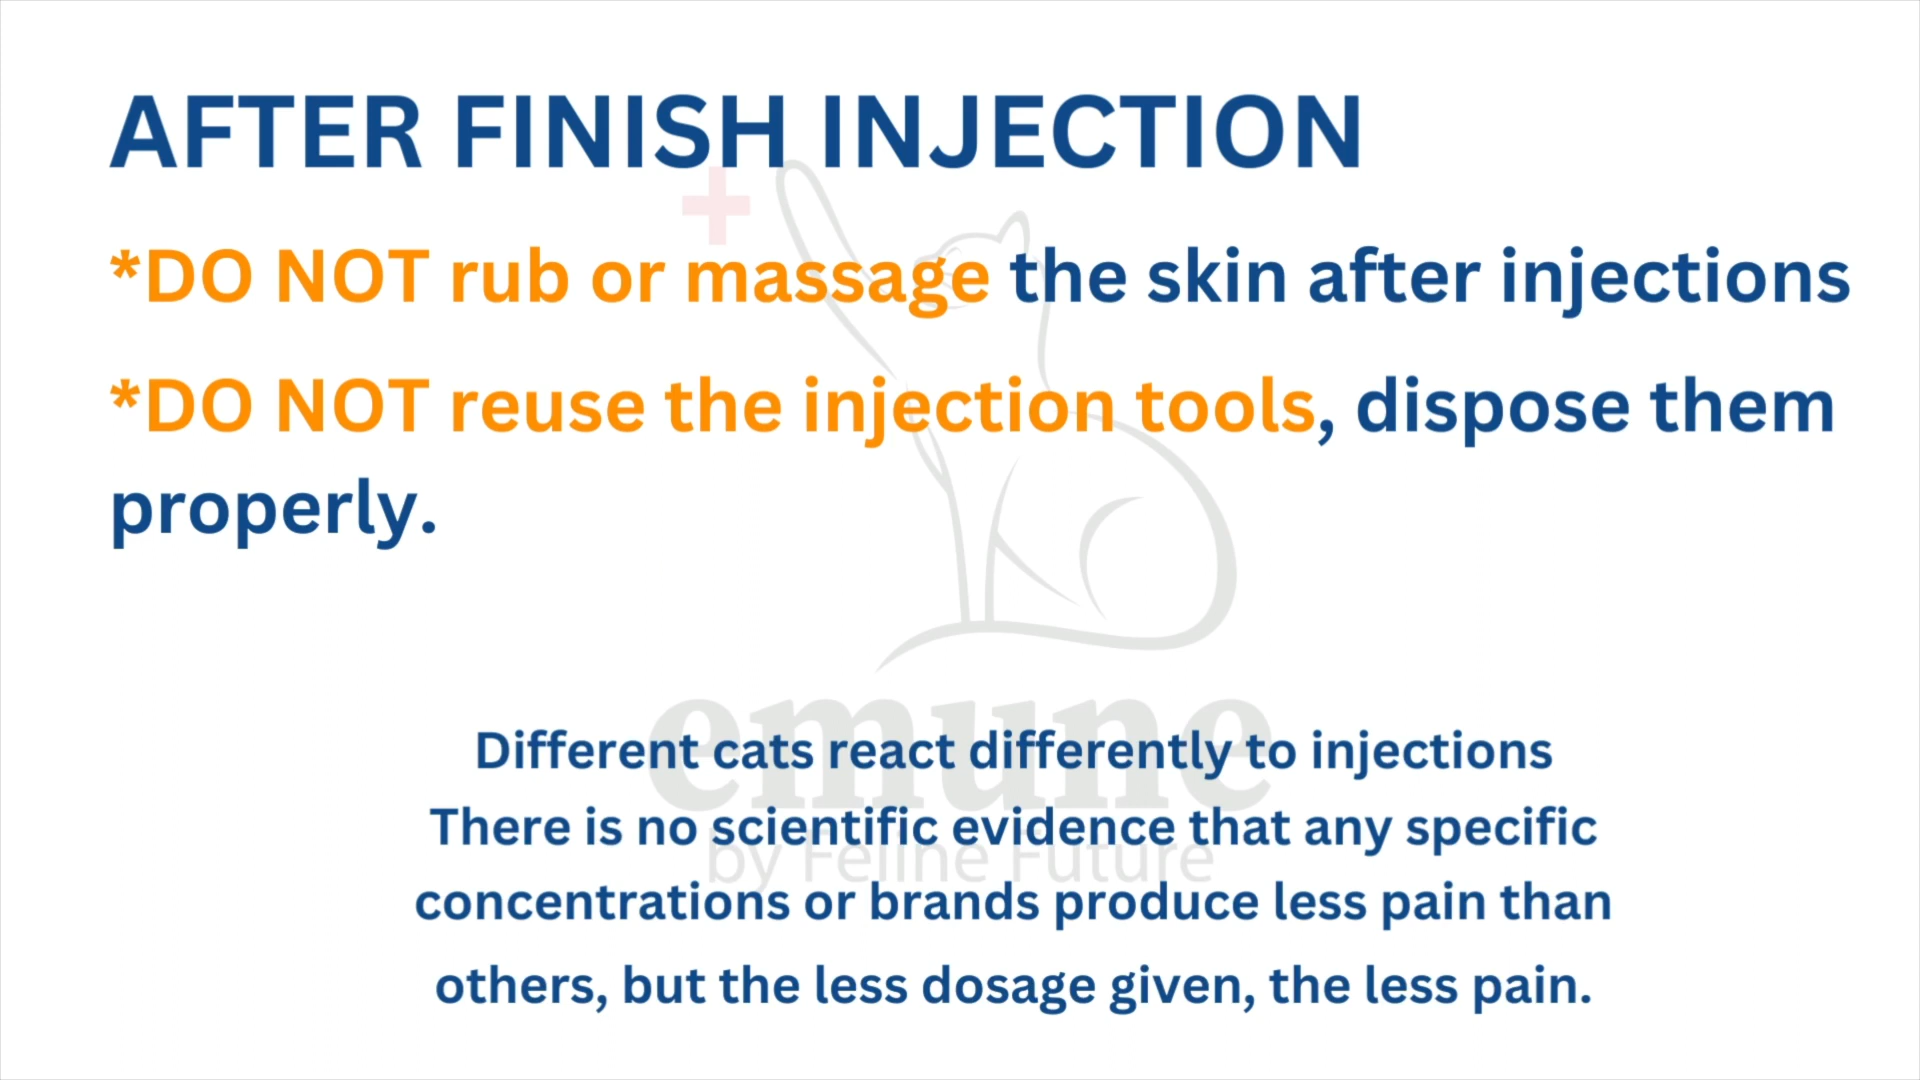 AFTER FINISH INJECTION
*DO NOT rub or massage the skin after injections
*DO NOT reuse the injection tools, dispose them
properly.
emune
by Feline Future
Different cats react differently to injections
There is no scientific evidence that any specific
concentrations or brands produce less pain than
others, but the less dosage given, the less pain.